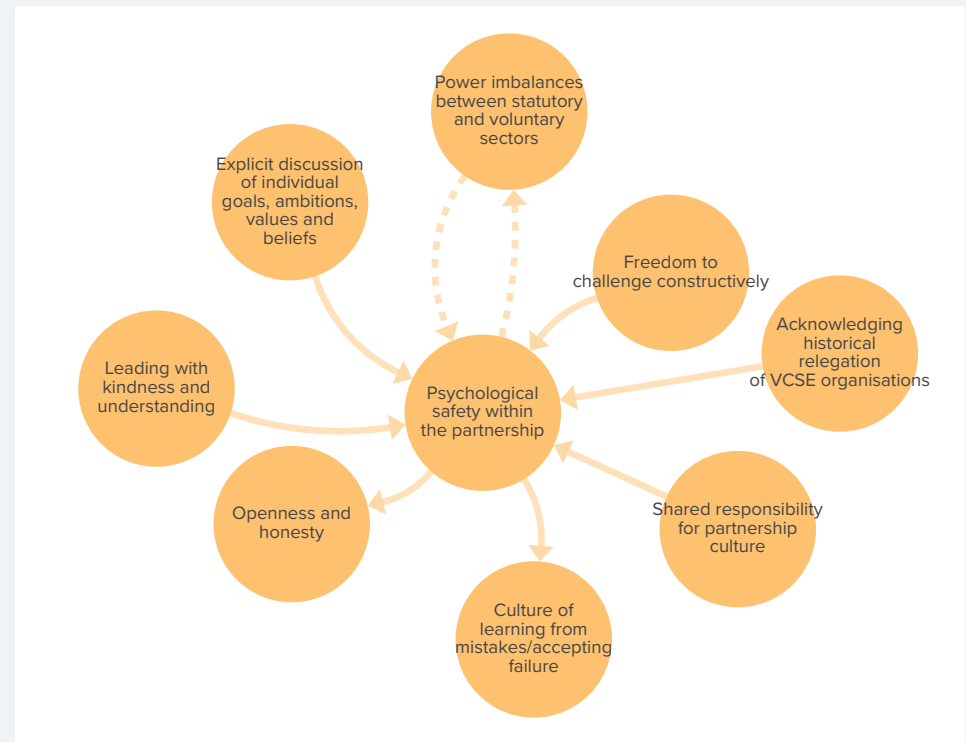 Power imbalances
between statutory
and voluntary
sectors
Explicit discussion
of individual
goals, ambitions,
values and
beliefs
Freedom to
challenge constructively
Acknowledging
historical
relegation
of VCSE organisations
Leading with
kindness and
understanding
Psychological
safety within
the partnership
Openness and
honesty
Shared responsibility
for partnership
culture
Culture of
learning from
mistakes/accepting
failure